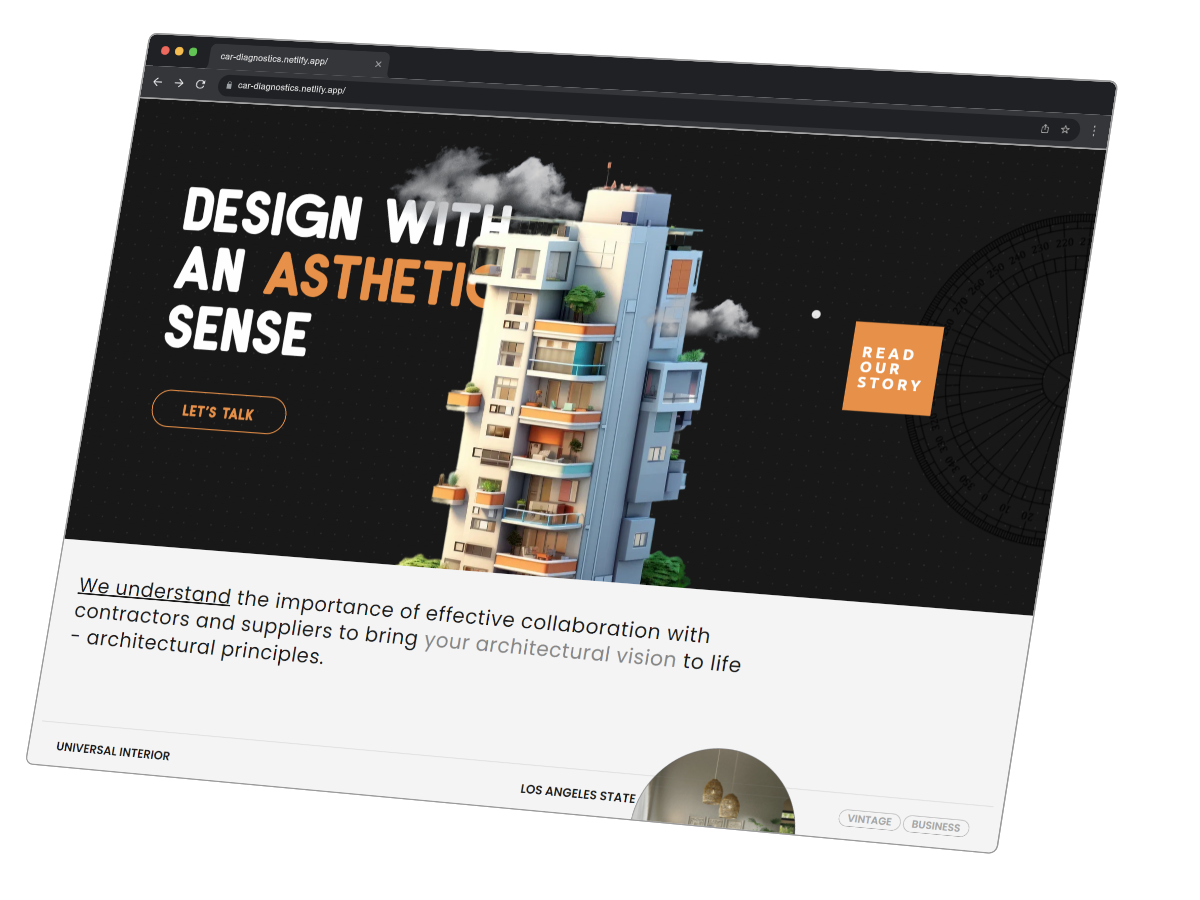 car-diagnostics.netlify.app/
car-diagnostics.netlify.app/
DESIGN WITH
AN ASTHETIC
SENSE
LET'S TALK
READ
OUR
STORY
We understand the importance of effective collaboration with
contractors and suppliers to bring your architectural vision to life
- architectural principles.
UNIVERSAL INTERIOR
LOS ANGELES STATE
VINTAGE
BUSINESS